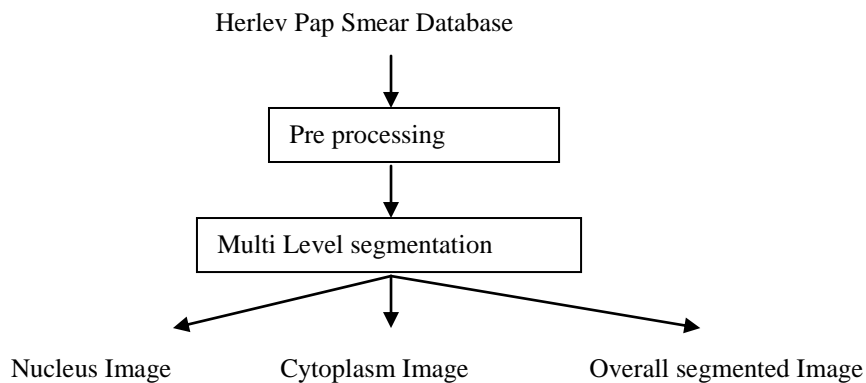 Herlev Pap Smear Database
Pre processing
Multi Level segmentation
Nucleus Image
Cytoplasm Image
Overall segmented Image